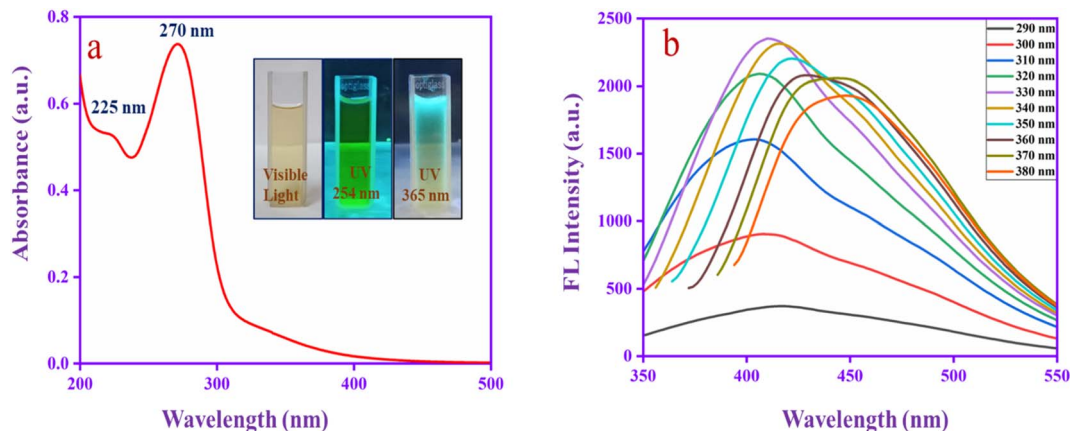 a
0.8
0.6
0.4
0.2
0.0
Absorbance (a.u.)
225 nm
270 nm
Visible
Light
UV
254 nm
UV
365 nm
200
300
400
500
Wavelength (nm)
b
2500
2000
1500
1000
500
0
FL Intensity (a.u.)
290 nm
300 nm
310 nm
320 nm
330 nm
340 nm
350 nm
360 nm
370 nm
380 nm
350
400
450
500
550
Wavelength (nm)